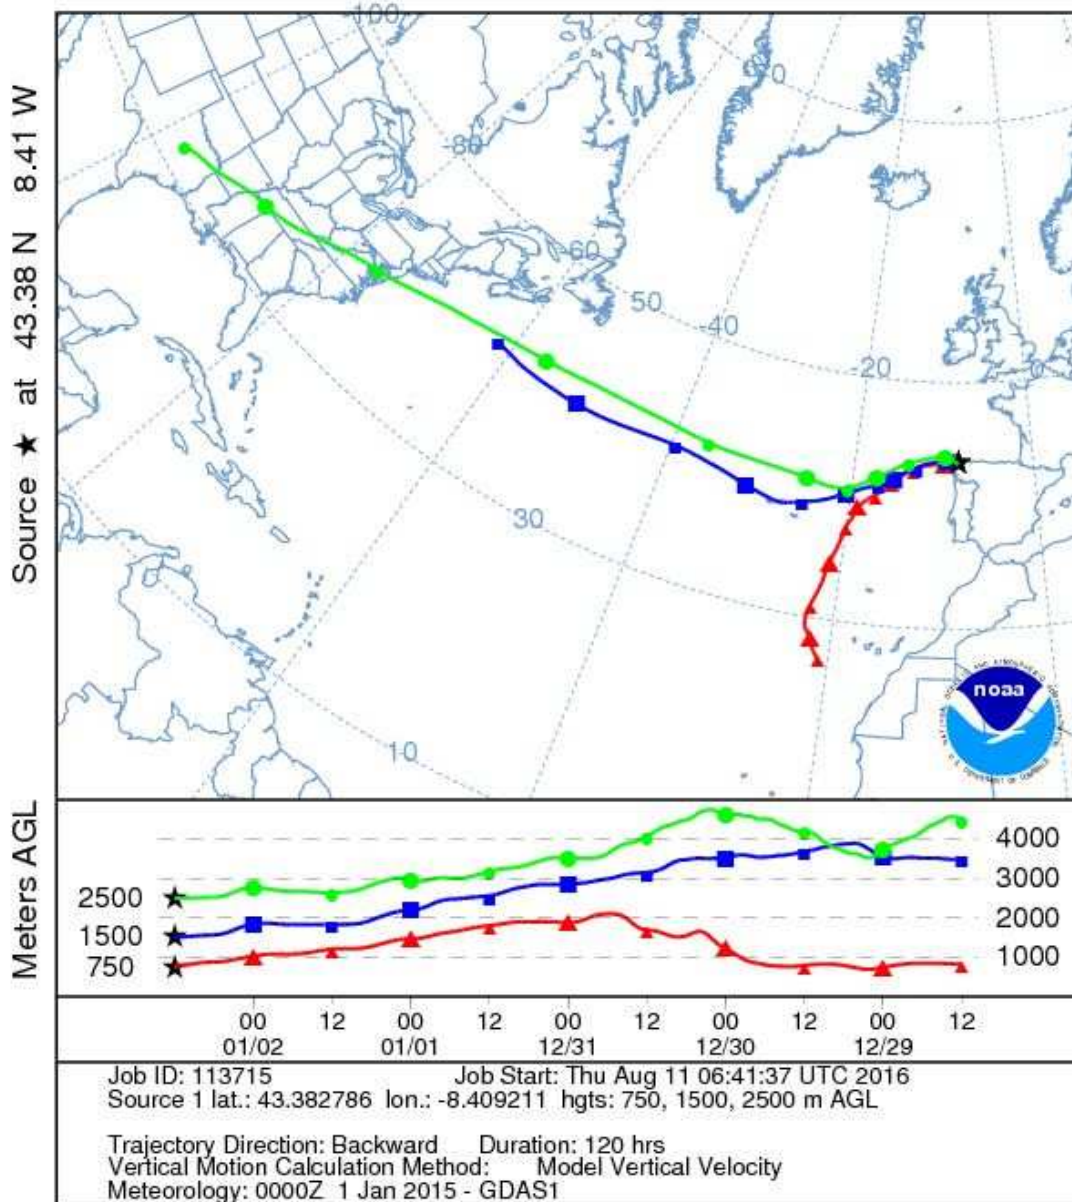 -100
Source ★ at 43.38 N 8.41 W
-80
-60
50
-40
-20
0
30
10
noaa
Meters AGL
2500
1500
750
4000
3000
2000
1000
00 12 00 12 00 12 00 12 00 12
01/02 01/01 12/31 12/30 12/29
Job ID: 113715 Job Start: Thu Aug 11 06:41:37 UTC 2016
Source 1 lat.: 43.382786 lon.: -8.409211 hgts: 750, 1500, 2500 m AGL
Trajectory Direction: Backward Duration: 120 hrs
Vertical Motion Calculation Method: Model Vertical Velocity
Meteorology: 0000Z 1 Jan 2015 - GDAS1